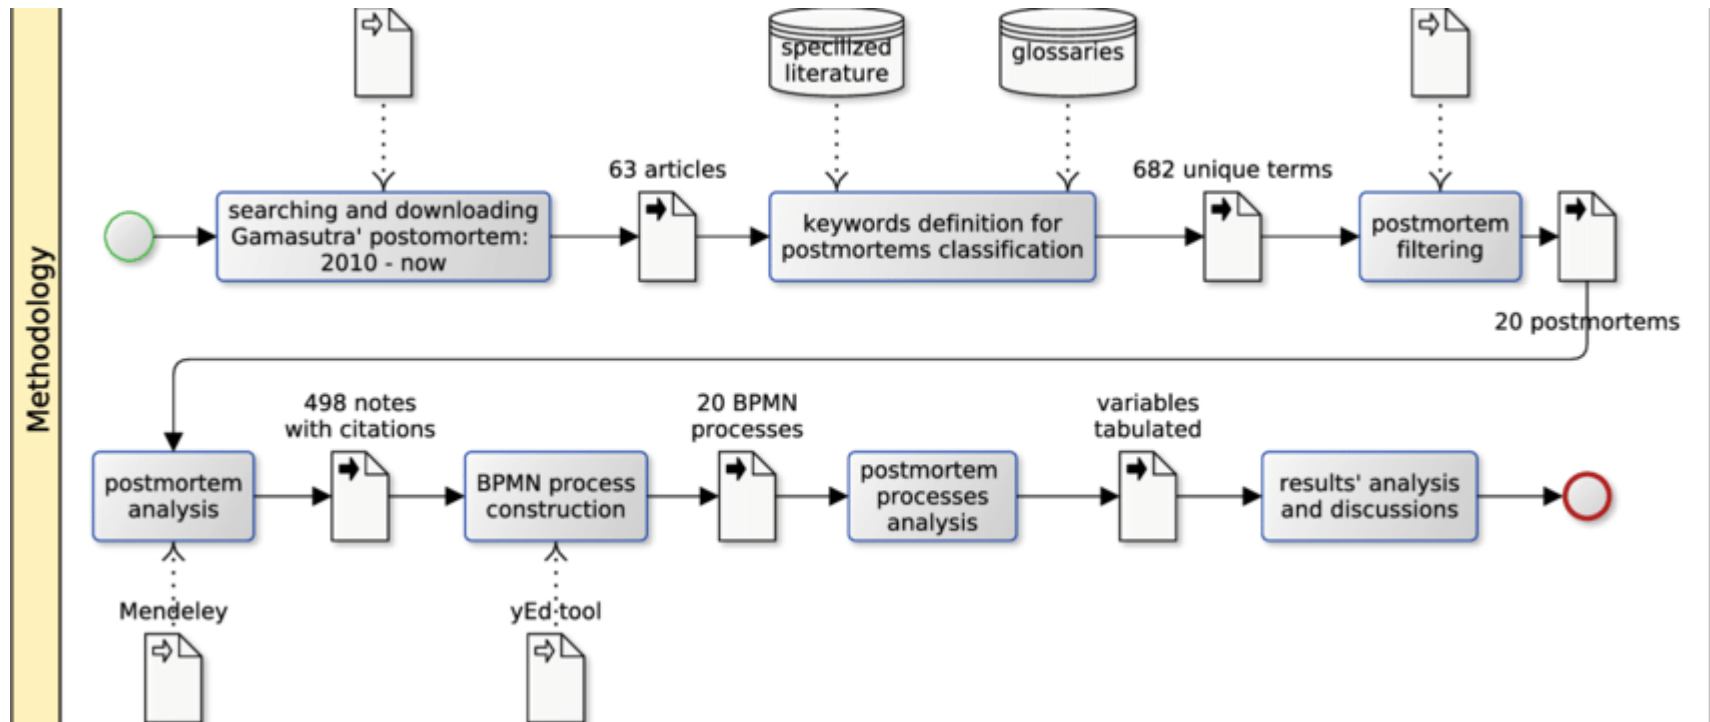 Methodology
specilized
literature
glossaries
63 articles
682 unique terms
searching and downloading
Gamasutra' postomortem:
2010 - now
keywords definition for
postmortems classification
postmortem
filtering
20 postmortems
498 notes
with citations
20 BPMN
processes
variables
tabulated
postmortem
analysis
BPMN process
construction
postmortem
processes
analysis
results' analysis
and discussions
Mendeley
yEd tool